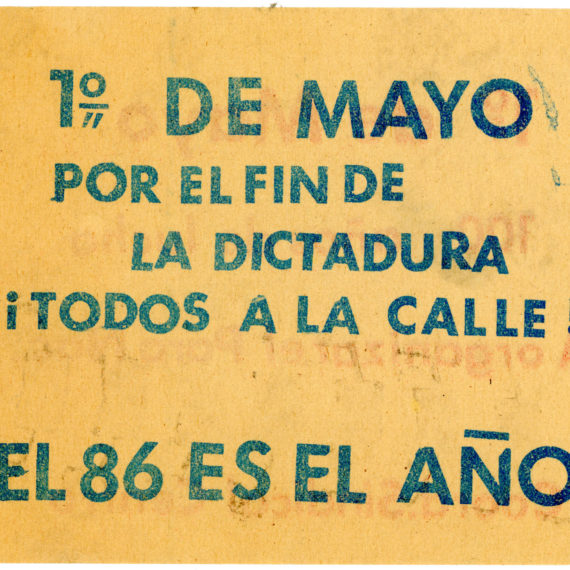 1º DE MAYO
POR EL FIN DE
LA DICTADURA
¡TODOS A LA CALLE!
EL 86 ES EL AÑO